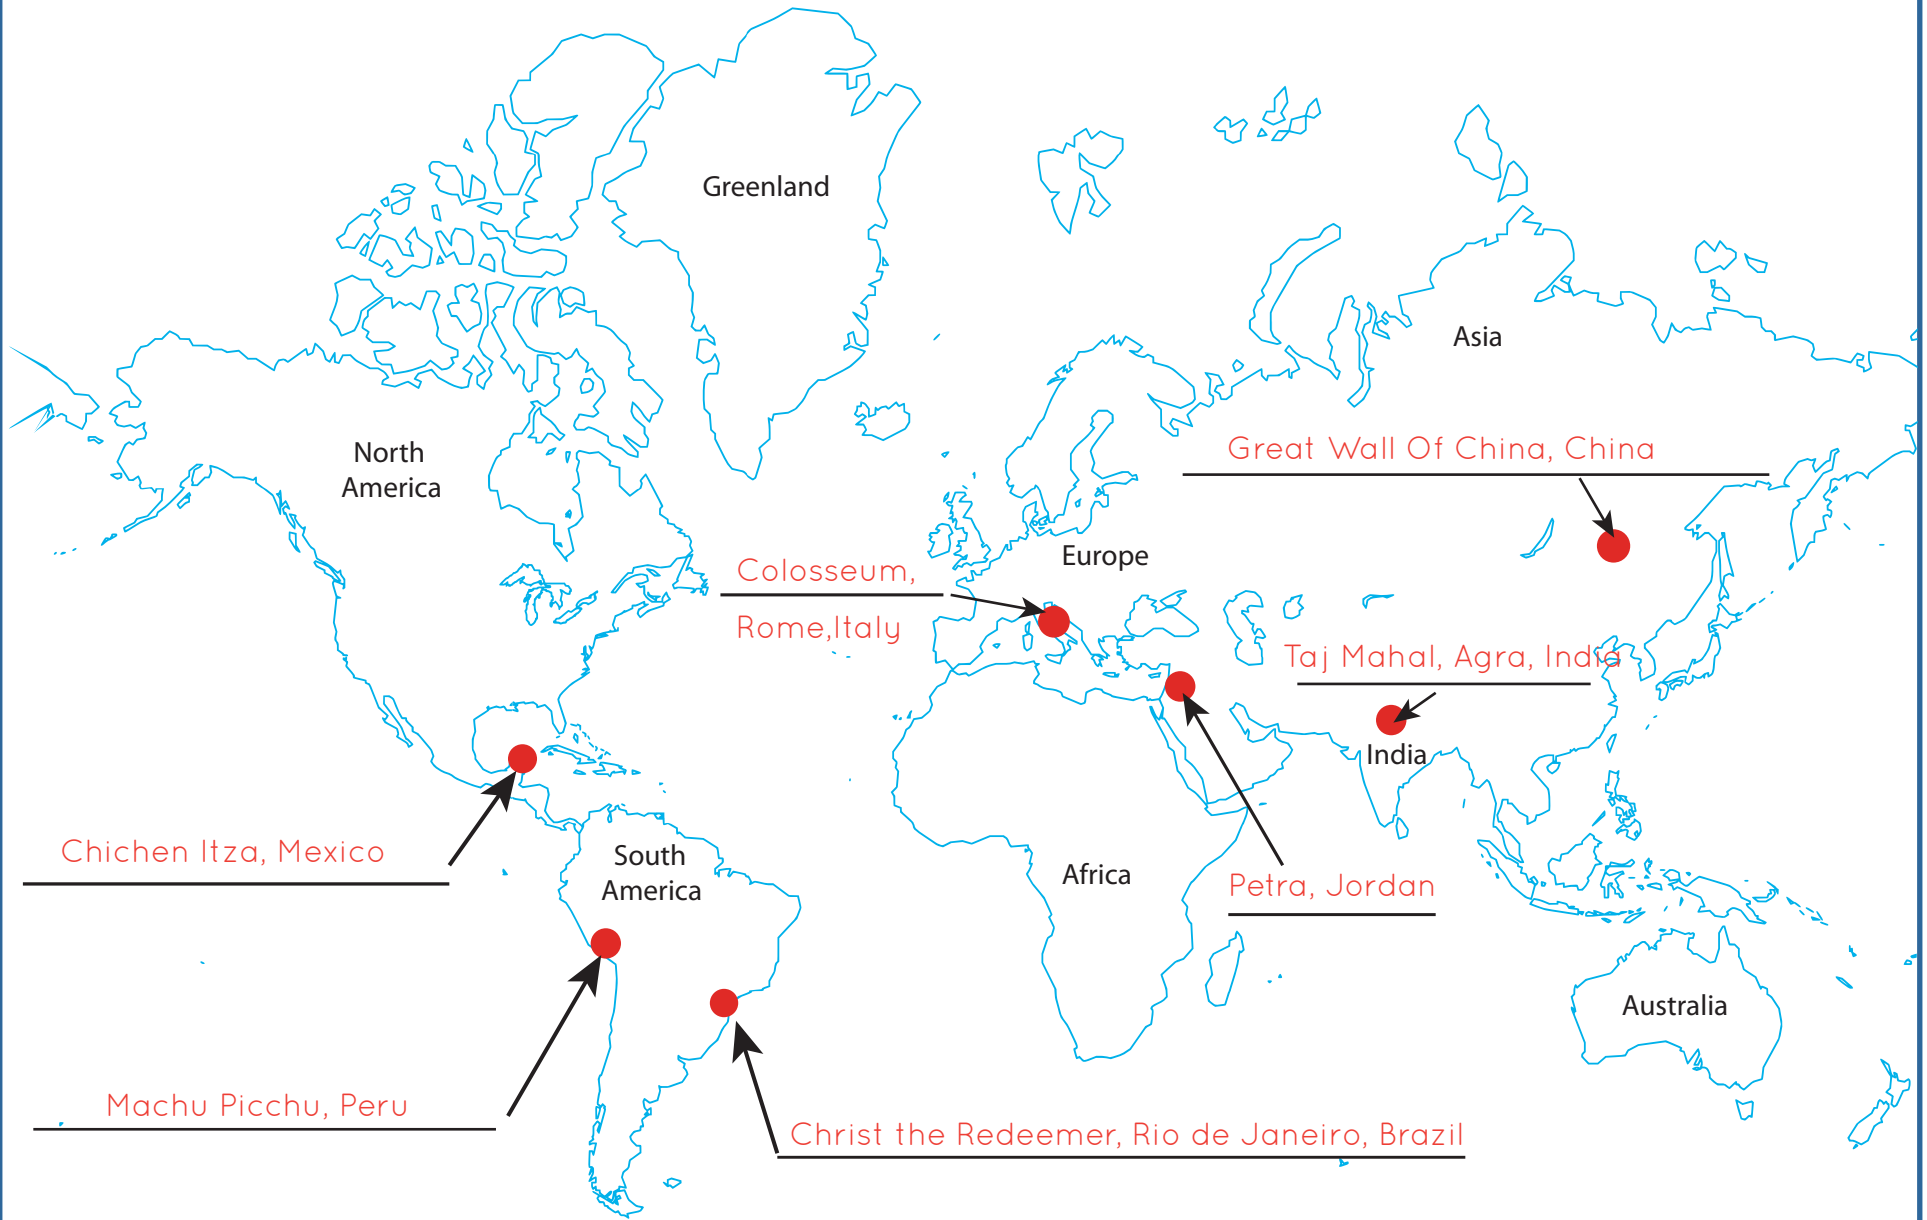 Greenland
Asia
North
America
Great Wall Of China, China
Europe
Colosseum,
Rome,Italy
Taj Mahal, Agra, India
India
Chichen Itza, Mexico
South
America
Africa
Petra, Jordan
Australia
Machu Picchu, Peru
Christ the Redeemer, Rio de Janeiro, Brazil